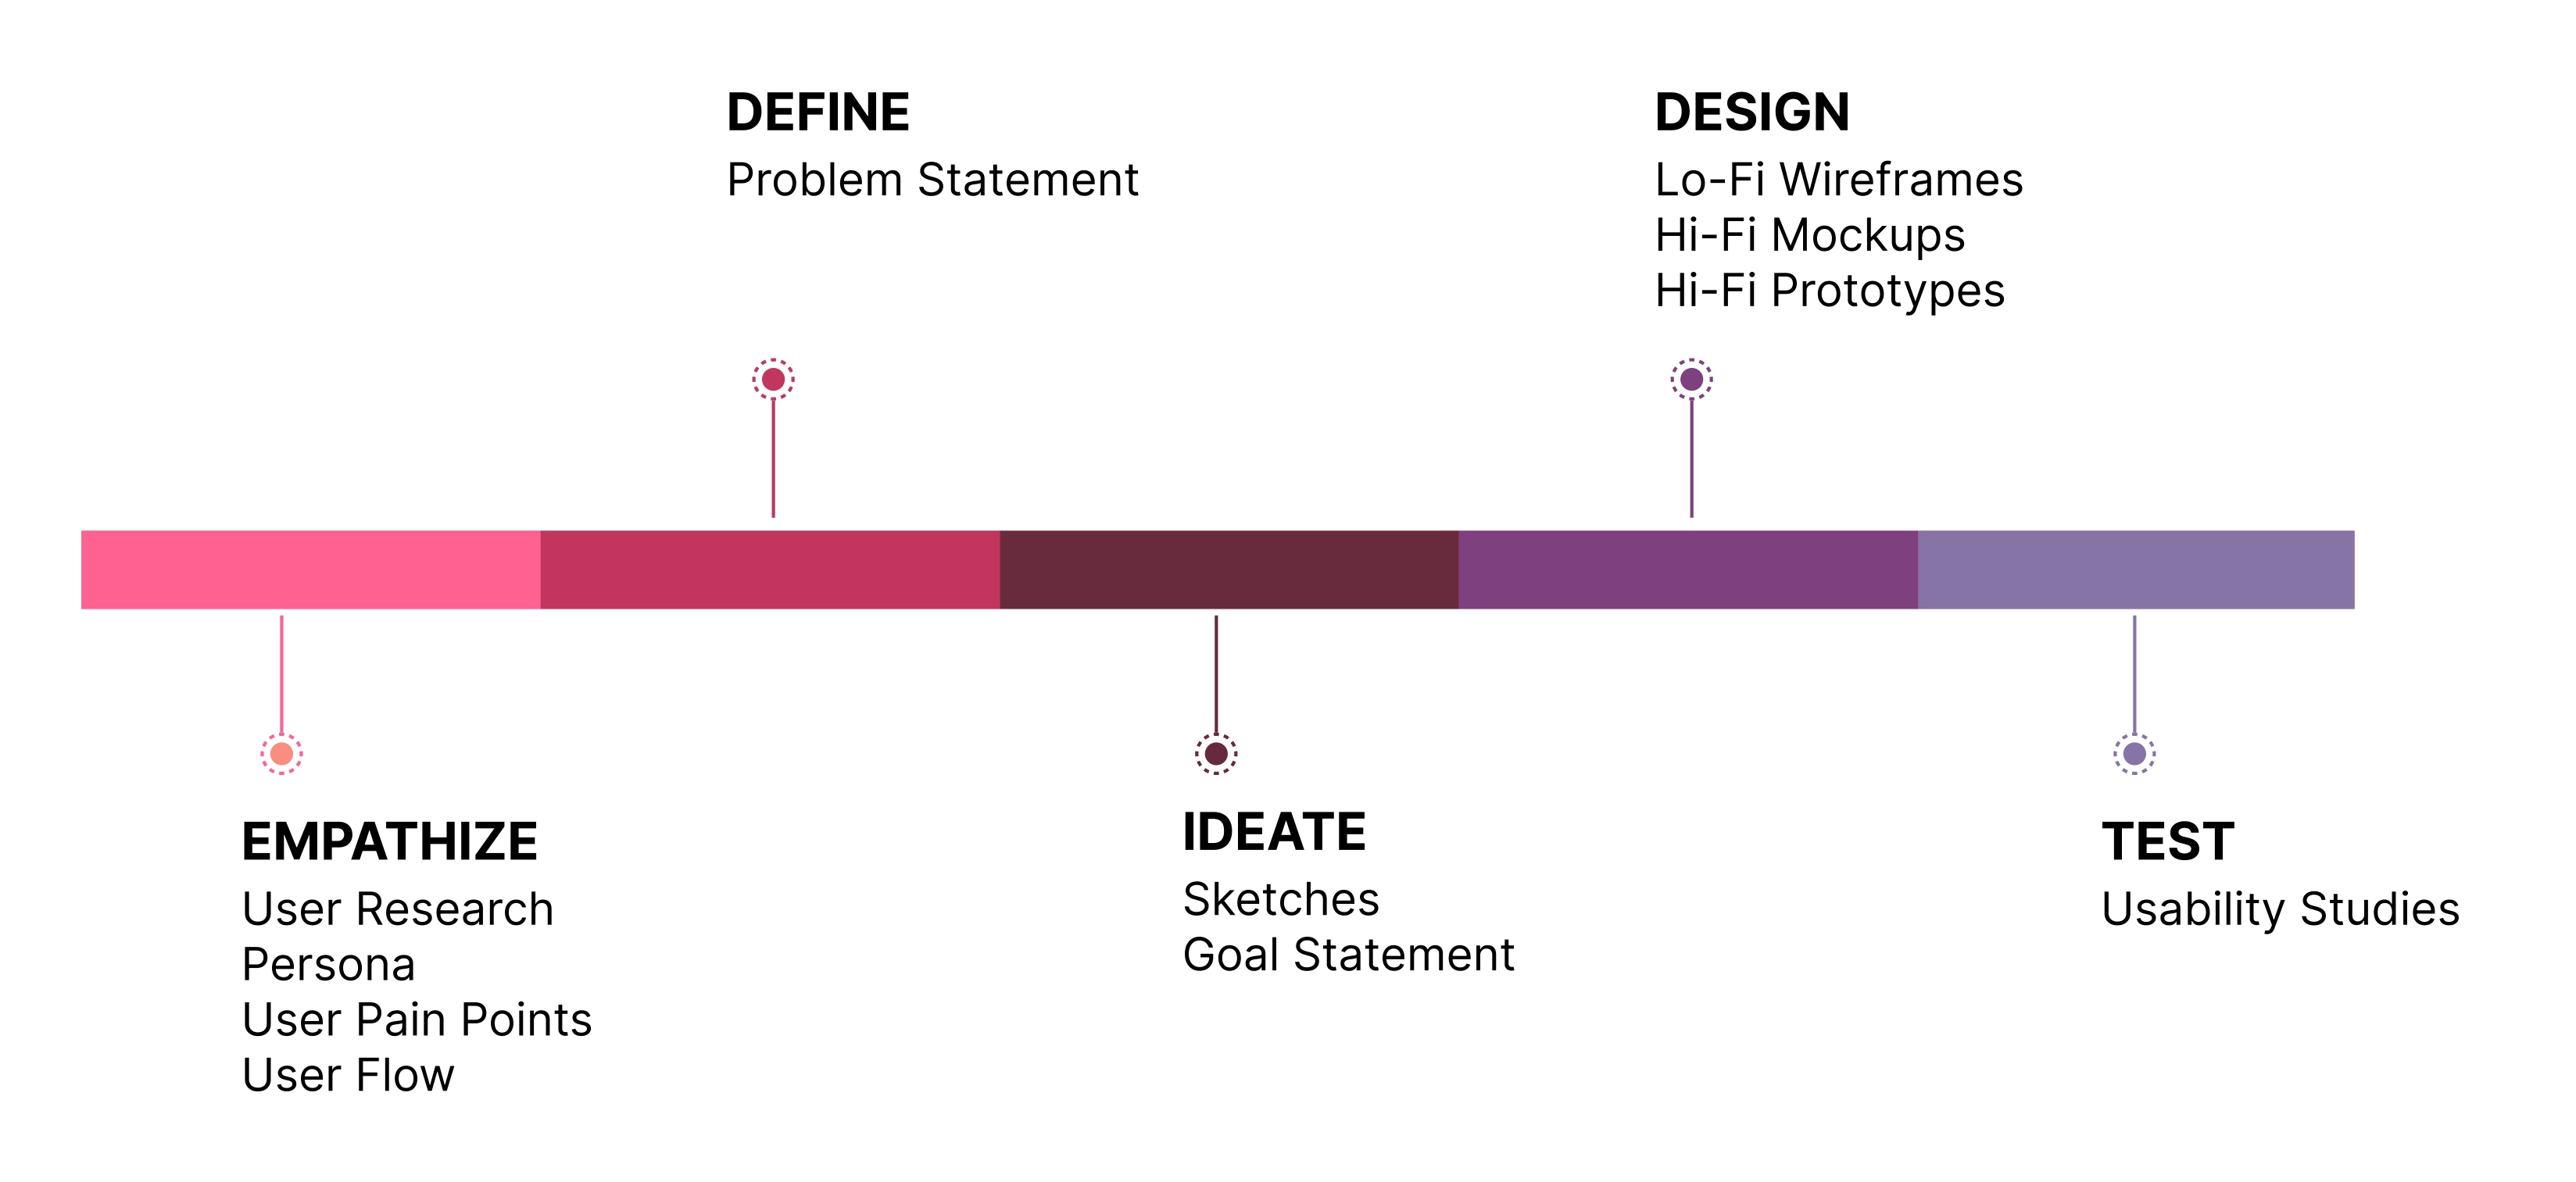 DEFINE
Problem Statement
DESIGN
Lo-Fi Wireframes
Hi-Fi Mockups
Hi-Fi Prototypes
EMPATHIZE
User Research
Persona
User Pain Points
User Flow
IDEATE
Sketches
Goal Statement
TEST
Usability Studies